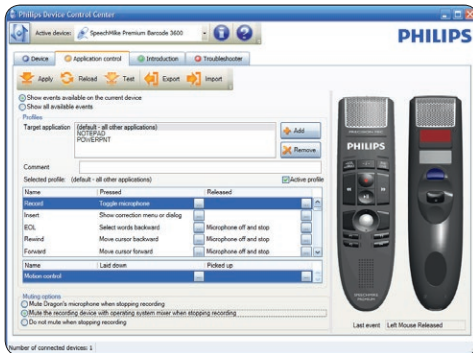 Philips Device Control Center
Active device: SpeechMike Premium Barcode 3600
PHILIPS
Device Application control Introduction Troubleshooter
Apply Reload Test Export Import
Show events available on the current device
Show all available events
Profiles
Target application (default - all other applications)
NOTEPAD
POWERPNT
Add
Remove
Comment
Selected profile: (default - all other applications) Active profile
Name Pressed Released
Record Toggle microphone
Insert Show correction menu or dialog
EOL Select words backward Microphone off and stop
Rewind Move cursor backward Microphone off and stop
Forward Move cursor forward Microphone off and stop
Name Laid down Picked up
Motion control
Muting options
Mute Dragon's microphone when stopping recording
Mute the recording device with operating system mixer when stopping recording
Do not mute when stopping recording
PHILIPS
Last event Left Mouse Released
Number of connected devices: 1